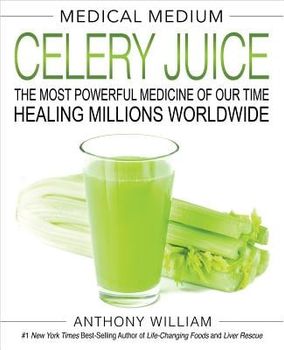 MEDICAL MEDIUM
CELERY JUICE
THE MOST POWERFUL MEDICINE OF OUR TIME
HEALING MILLIONS WORLDWIDE
ANTHONY WILLIAM
#1 New York Times Best-Selling Author of Life-Changing Foods and Liver Rescue